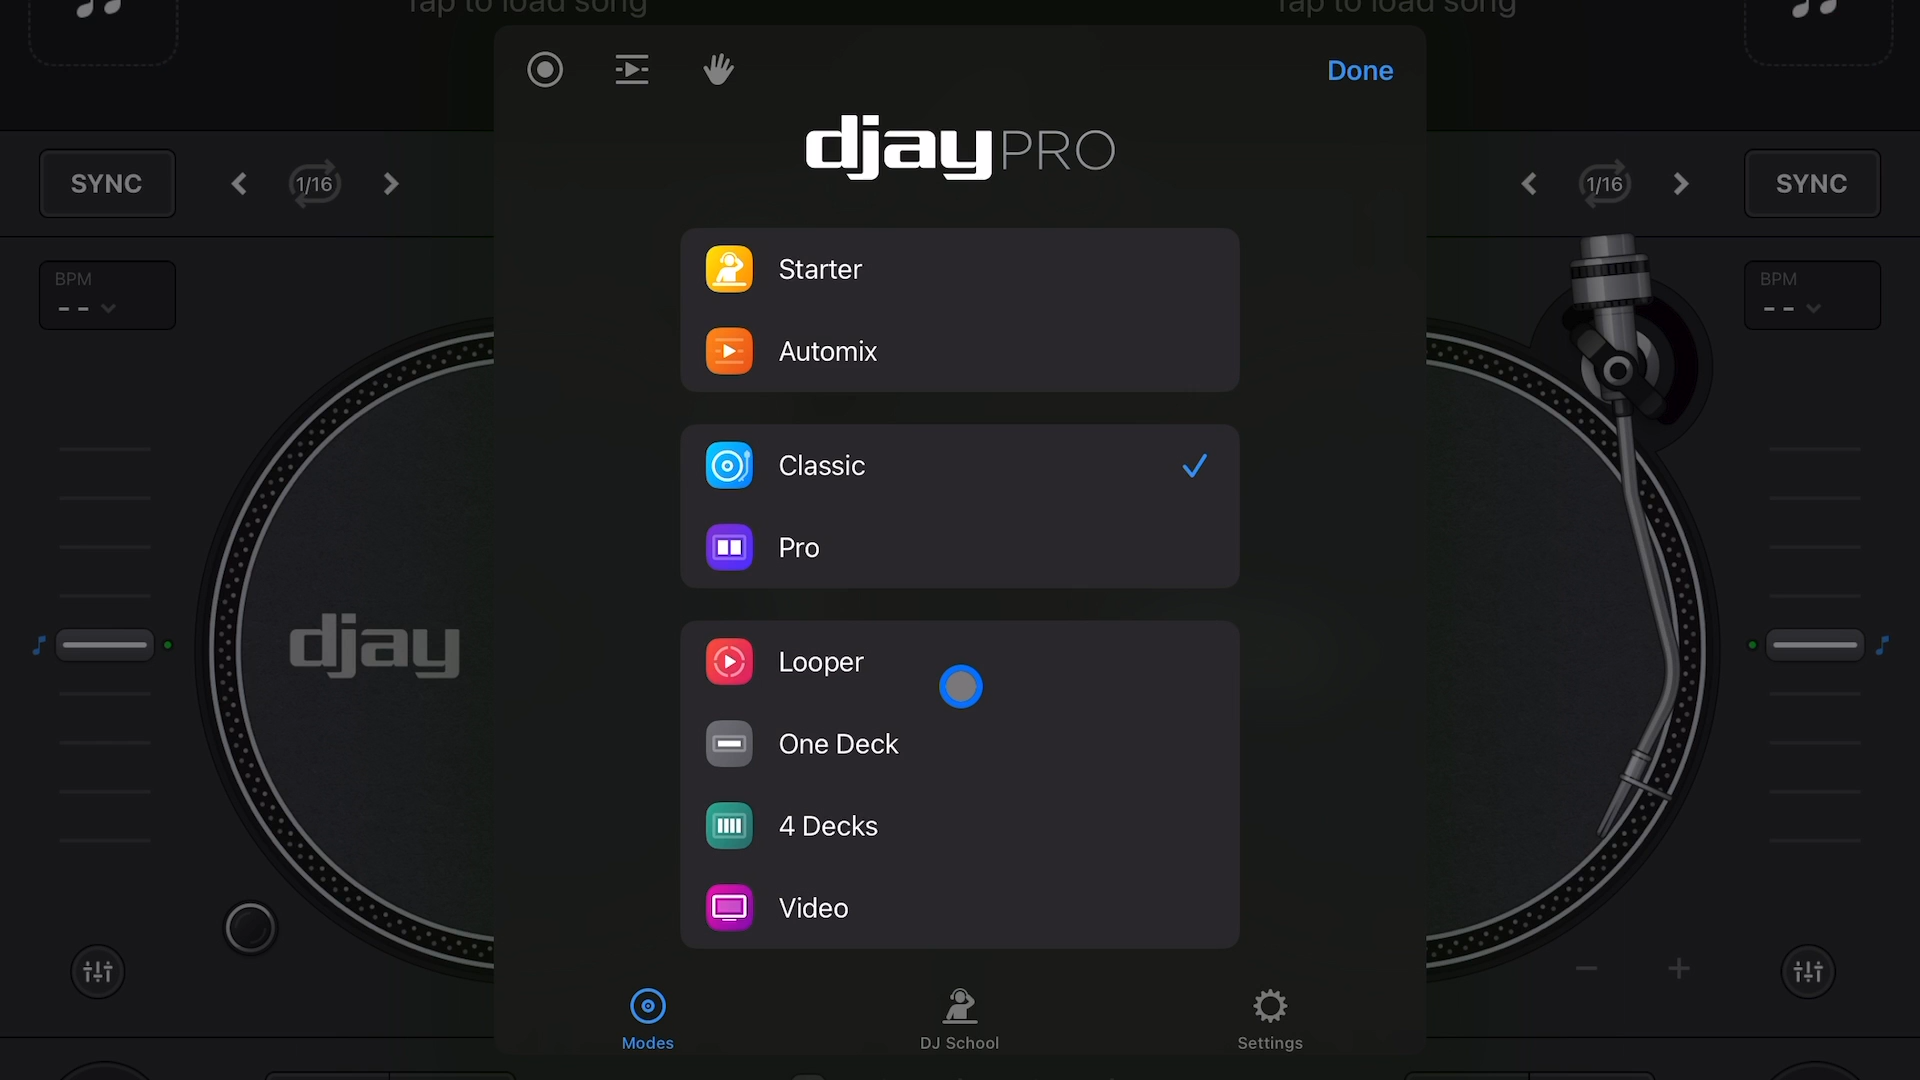 Tap to load song
Tap to load song
Done
djay PRO
SYNC
1/16
1/16
SYNC
Starter
BPM
--
BPM
--
Automix
Classic
Pro
djay
Looper
One Deck
4 Decks
Video
Modes
DJ School
Settings